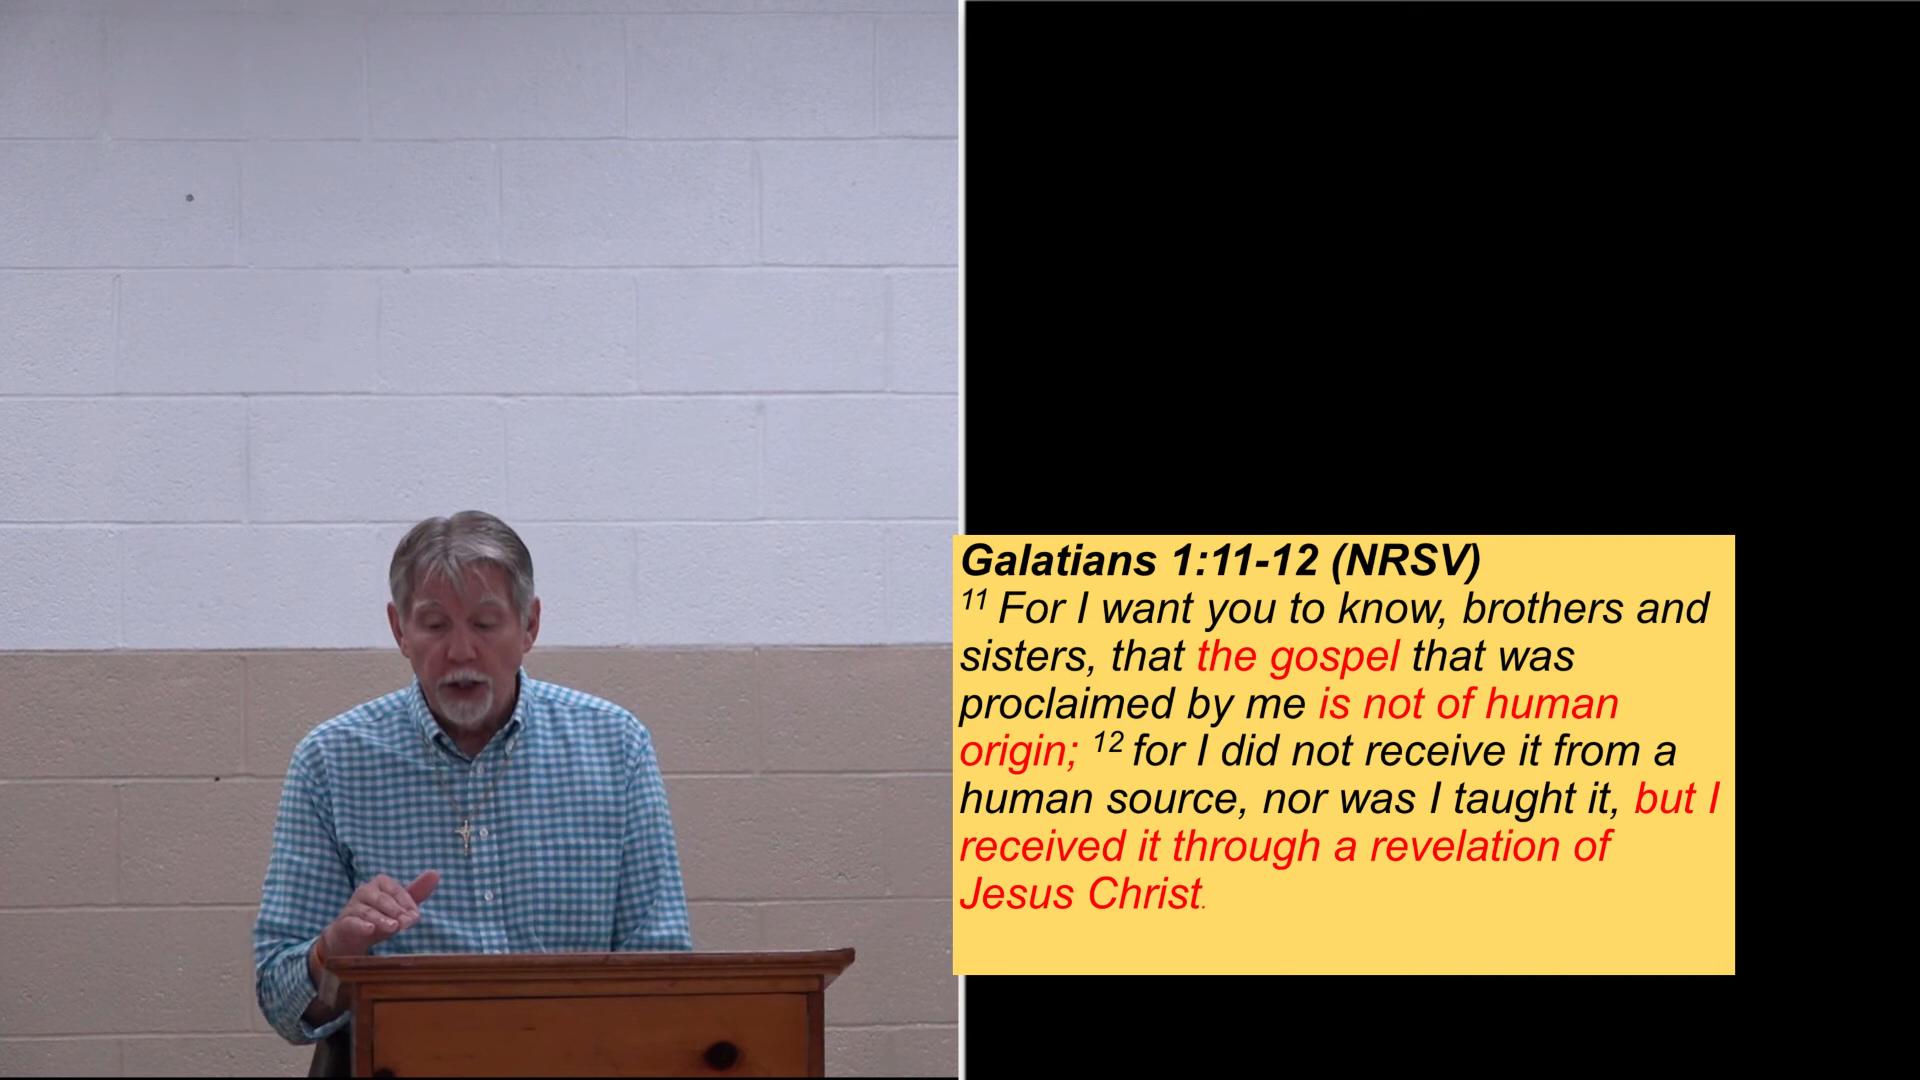 Galatians 1:11-12 (NRSV)
11 For I want you to know, brothers and
sisters, that the gospel that was
proclaimed by me is not of human
origin; 12 for I did not receive it from a
human source, nor was I taught it, but I
received it through a revelation of
Jesus Christ.